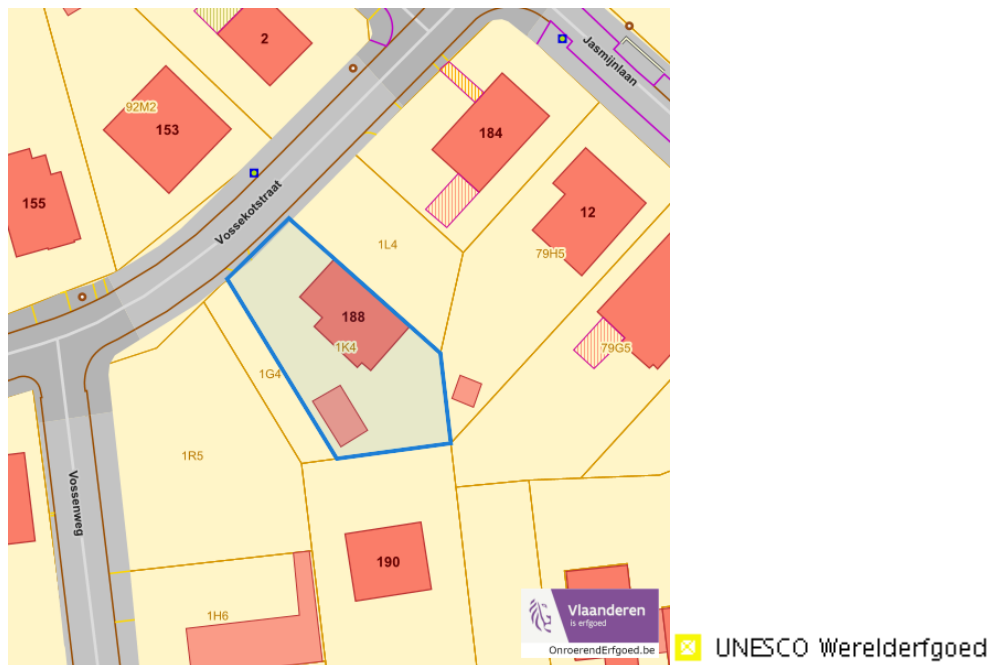 2
Jasmijnlaan
92M2
153
184
155
12
Vossekotstraat
1L4
79H5
188
1K4
79G5
1G4
1R5
Vossenweg
190
1H6
Vlaanderen
is erfgoed
OnroerendErfgoed.be
UNESCO Werelderfgoed